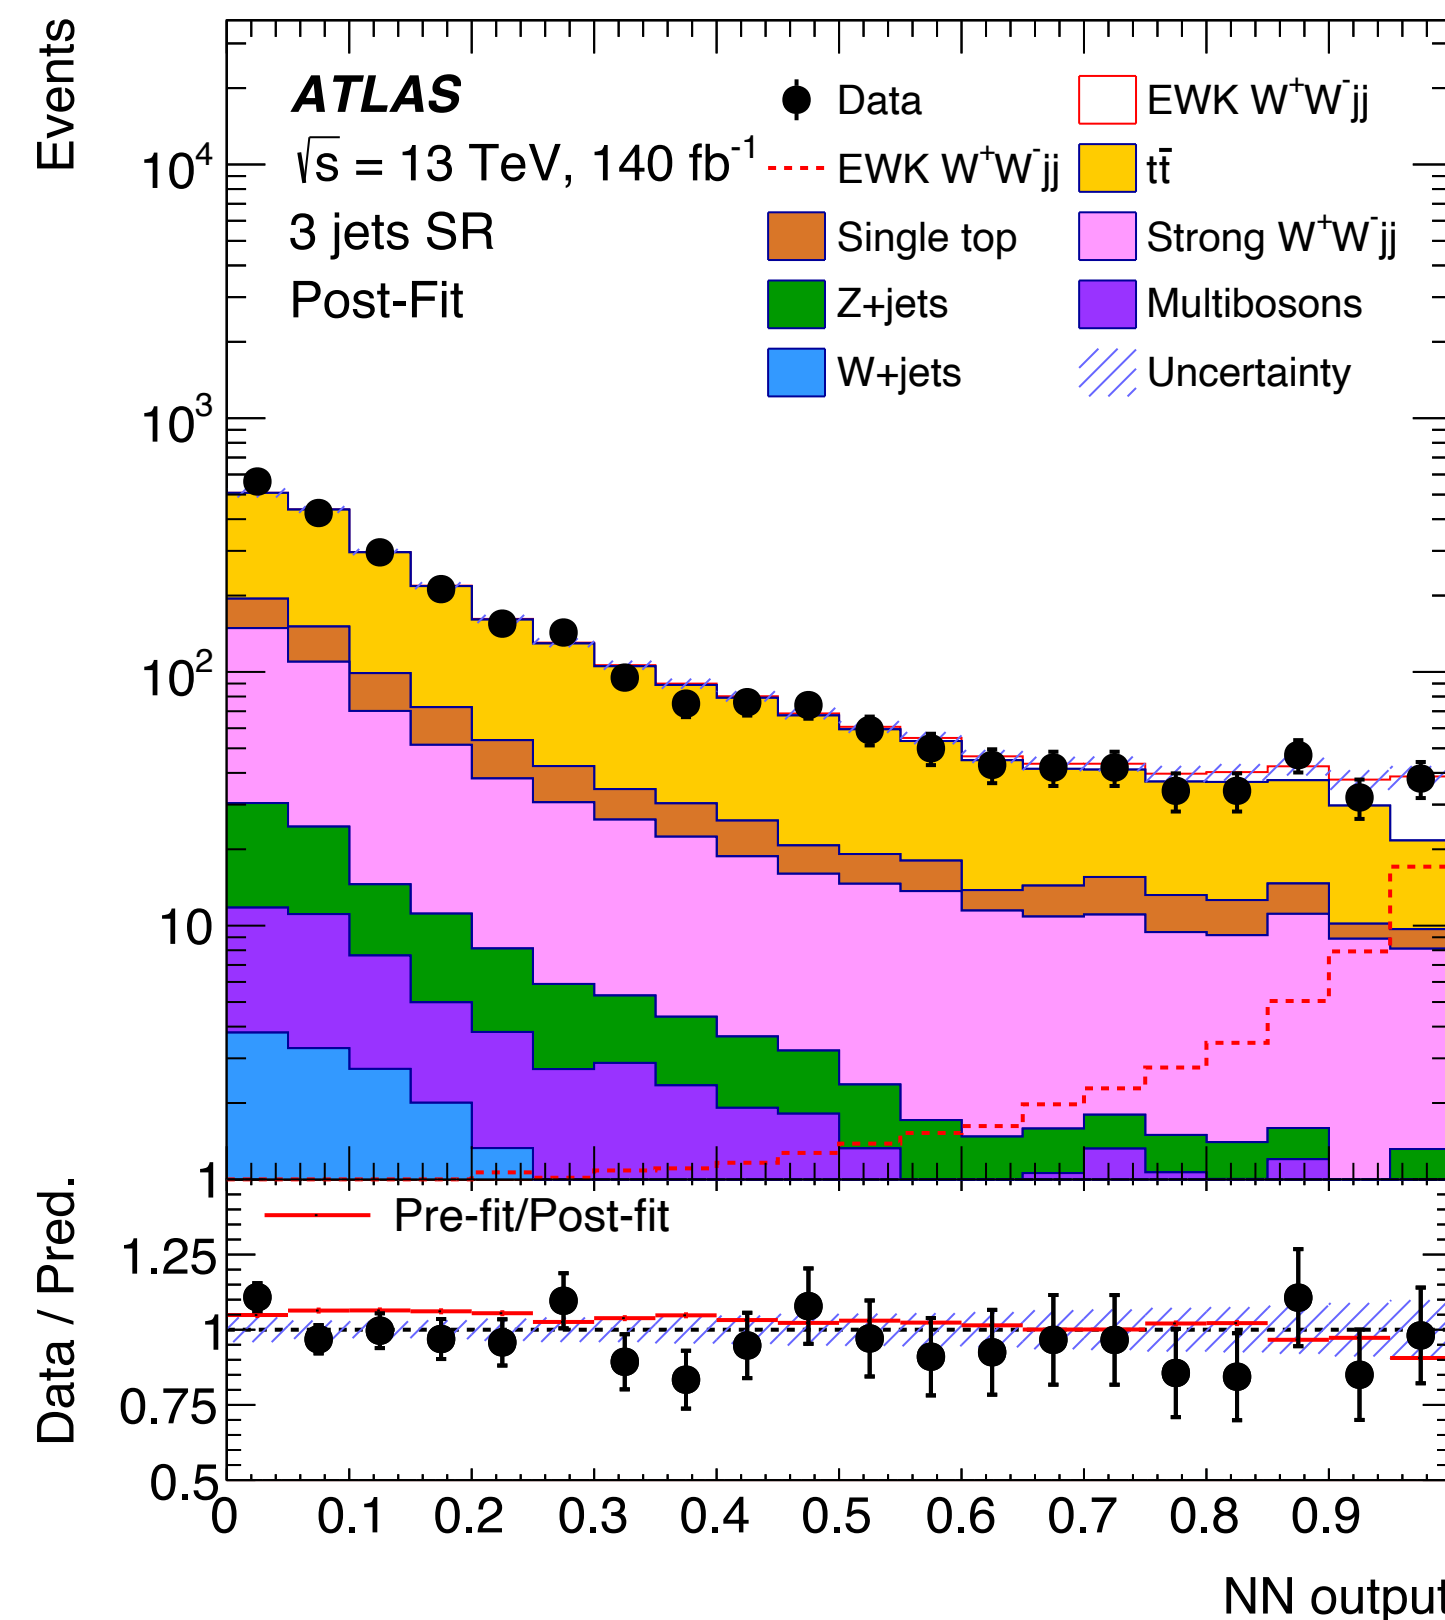 Events
ATLAS
√s = 13 TeV, 140 fb⁻¹
3 jets SR
Post-Fit
Data
EWK W⁺W⁻jj
EWK W⁺W⁻jj
tt̄
Single top
Strong W⁺W⁻jj
Z+jets
Multibosons
W+jets
Uncertainty
10⁴
10³
10²
10
1
Data / Pred.
Pre-fit/Post-fit
1.25
1
0.75
0.5
0 0.1 0.2 0.3 0.4 0.5 0.6 0.7 0.8 0.9
NN output